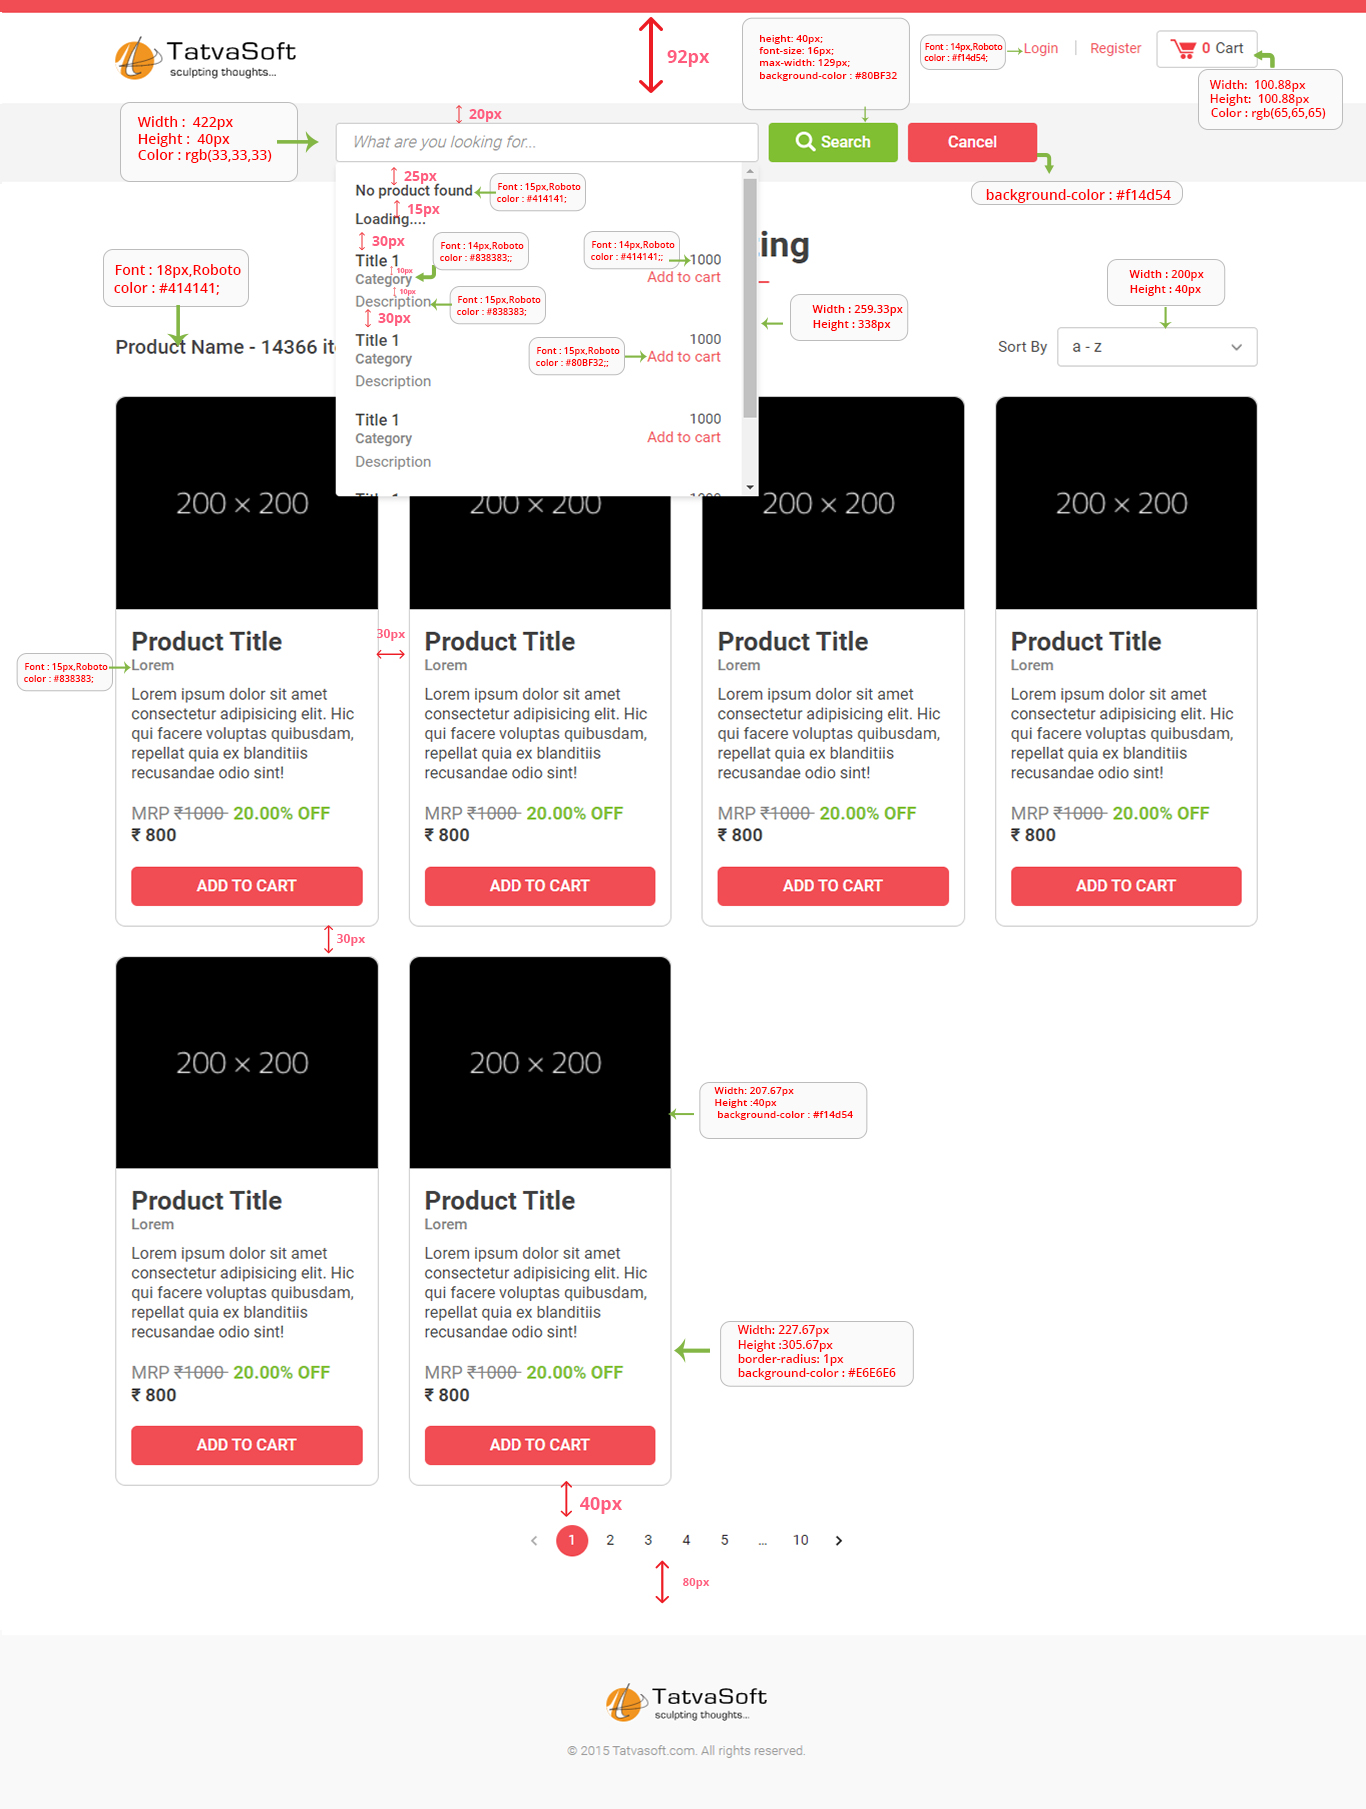 TatvaSoft
sculpting thoughts...
92px
height: 40px;
font-size: 16px;
max-width: 129px;
background-color : #80BF32
Font : 14px,Roboto
color : #f14d54;
Login | Register
0 Cart
Width: 100.88px
Height: 100.88px
Color : rgb(65,65,65)
Width : 422px
Height : 40px
Color : rgb(33,33,33)
20px
What are you looking for...
Search
Cancel
background-color : #f14d54
25px
No product found
Font : 15px,Roboto
color : #414141;
15px
Loading....
30px
Font : 14px,Roboto
color : #838383;;
Font : 14px,Roboto
color : #414141;;
ting
Title 1
1000
10px
Category
Add to cart
10px
Description
Font : 15px,Roboto
color : #838383;
30px
Font : 18px,Roboto
color : #414141;
Width : 200px
Height : 40px
Width : 259.33px
Height : 338px
Product Name - 14366 it
Title 1
1000
Category
Font : 15px,Roboto
color : #80BF32;;
Add to cart
Description
Sort By
a - z
Title 1
1000
Category
Add to cart
Description
Title 1
1000
200 × 200
200 × 200
200 × 200
200 × 200
30px
Font : 15px,Roboto
color : #838383;
Product Title
Lorem
Lorem ipsum dolor sit amet
consectetur adipisicing elit. Hic
qui facere voluptas quibusdam,
repellat quia ex blanditiis
recusandae odio sint!
MRP ₹1000- 20.00% OFF
₹ 800
ADD TO CART
Product Title
Lorem
Lorem ipsum dolor sit amet
consectetur adipisicing elit. Hic
qui facere voluptas quibusdam,
repellat quia ex blanditiis
recusandae odio sint!
MRP ₹1000- 20.00% OFF
₹ 800
ADD TO CART
Product Title
Lorem
Lorem ipsum dolor sit amet
consectetur adipisicing elit. Hic
qui facere voluptas quibusdam,
repellat quia ex blanditiis
recusandae odio sint!
MRP ₹1000- 20.00% OFF
₹ 800
ADD TO CART
Product Title
Lorem
Lorem ipsum dolor sit amet
consectetur adipisicing elit. Hic
qui facere voluptas quibusdam,
repellat quia ex blanditiis
recusandae odio sint!
MRP ₹1000- 20.00% OFF
₹ 800
ADD TO CART
30px
200 × 200
200 × 200
Width: 207.67px
Height :40px
background-color : #f14d54
Product Title
Lorem
Lorem ipsum dolor sit amet
consectetur adipisicing elit. Hic
qui facere voluptas quibusdam,
repellat quia ex blanditiis
recusandae odio sint!
MRP ₹1000- 20.00% OFF
₹ 800
ADD TO CART
Product Title
Lorem
Lorem ipsum dolor sit amet
consectetur adipisicing elit. Hic
qui facere voluptas quibusdam,
repellat quia ex blanditiis
recusandae odio sint!
MRP ₹1000- 20.00% OFF
₹ 800
ADD TO CART
Width: 227.67px
Height :305.67px
border-radius: 1px
background-color : #E6E6E6
40px
‹ 1 2 3 4 5 ... 10 ›
80px
TatvaSoft
sculpting thoughts...
© 2015 Tatvasoft.com. All rights reserved.